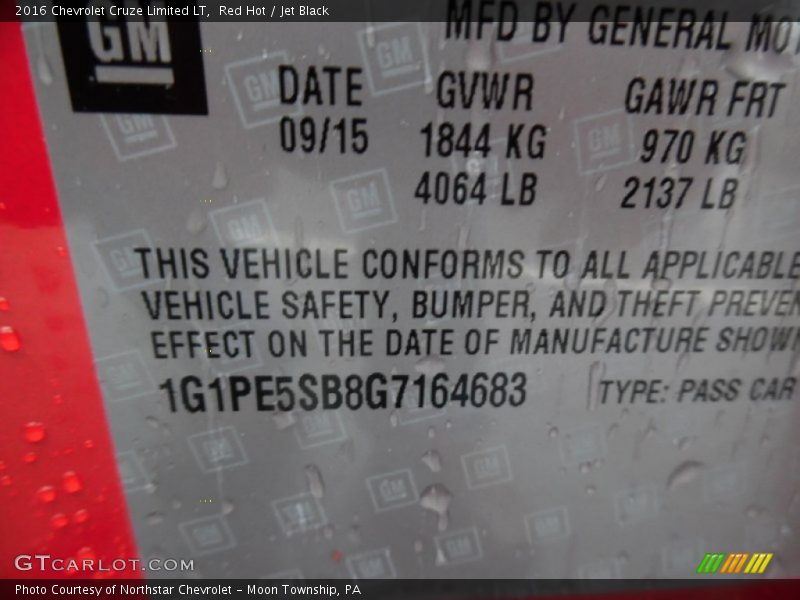 2016 Chevrolet Cruze Limited LT, Red Hot / Jet Black
GM
MFD BY GENERAL
DATE GVWR GAWR FRT
09/15 1844 KG 970 KG
4064 LB 2137 LB
THIS VEHICLE CONFORMS TO ALL APPLICABLE
VEHICLE SAFETY, BUMPER, AND THEFT PREVEN
EFFECT ON THE DATE OF MANUFACTURE SHOWN
1G1PE5SB8G7164683 TYPE: PASS CAR
GTCARLOT.COM
Photo Courtesy of Northstar Chevrolet - Moon Township, PA